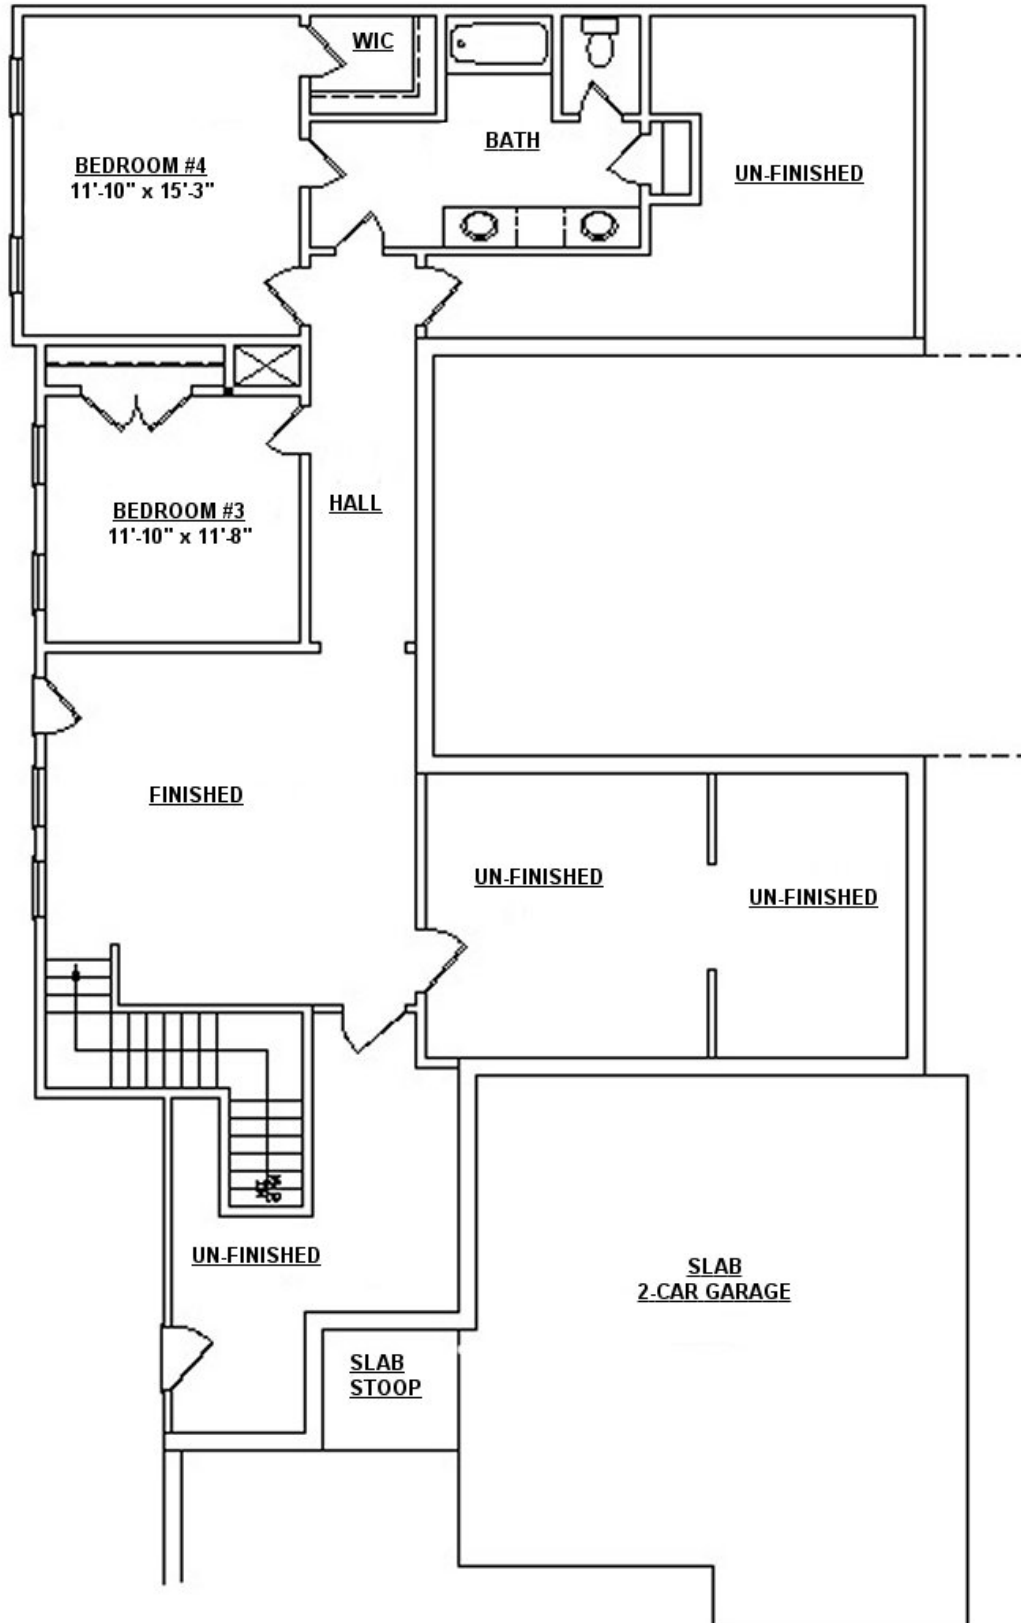 WIC
BATH
BEDROOM #4
11'-10" x 15'-3"
UN-FINISHED
HALL
BEDROOM #3
11'-10" x 11'-8"
FINISHED
UN-FINISHED
UN-FINISHED
UN-FINISHED
SLAB
2-CAR GARAGE
SLAB
STOOP